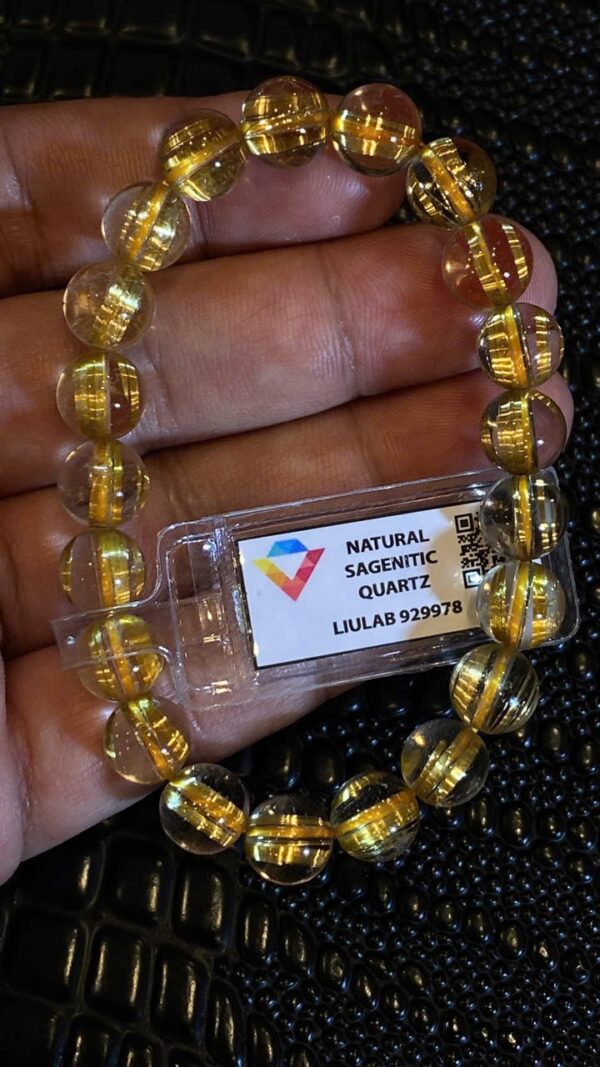 NATURAL
SAGENITIC
QUARTZ
LIULAB 929978